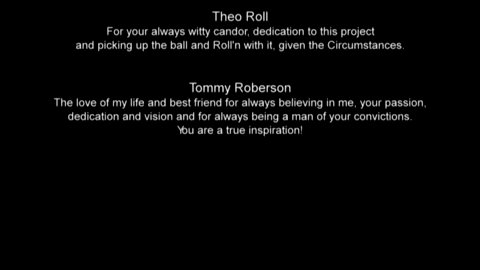 Theo Roll
For your always witty candor, dedication to this project
and picking up the ball and Roll'n with it, given the Circumstances.
Tommy Roberson
The love of my life and best friend for always believing in me, your passion,
dedication and vision and for always being a man of your convictions.
You are a true inspiration!